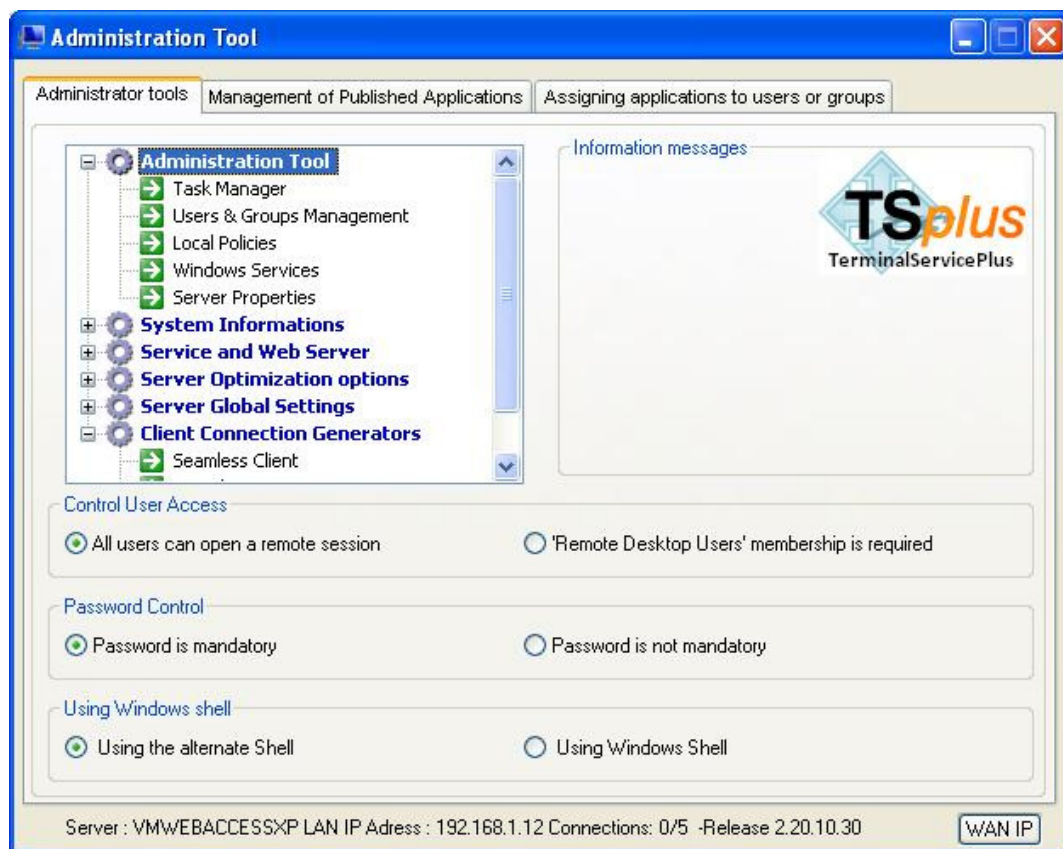 Administration Tool
Administrator tools
Management of Published Applications
Assigning applications to users or groups
Administration Tool
Task Manager
Users & Groups Management
Local Policies
Windows Services
Server Properties
System Informations
Service and Web Server
Server Optimization options
Server Global Settings
Client Connection Generators
Seamless Client
Information messages
TSplus
TerminalServicePlus
Control User Access
All users can open a remote session
'Remote Desktop Users' membership is required
Password Control
Password is mandatory
Password is not mandatory
Using Windows shell
Using the alternate Shell
Using Windows Shell
Server : VMWEBACCESSXP LAN IP Adress : 192.168.1.12 Connections: 0/5 -Release 2.20.10.30
WAN IP